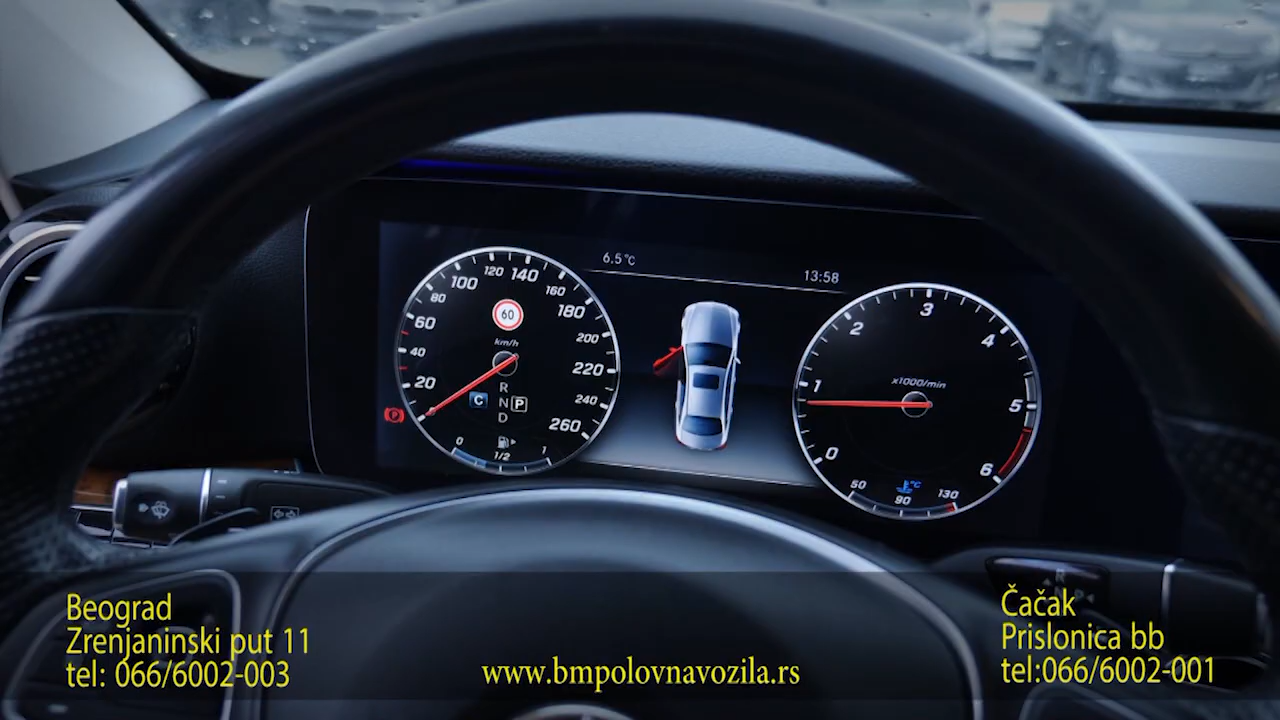 6.5°C
13:58
0
20
40
60
80
100
120
140
160
180
200
220
240
260
60
km/h
R
N
D
C
P
0
1/2
1
0
1
2
3
4
5
6
x1000/min
°C
50
90
130
R
P
Beograd
Zrenjaninski put 11
tel: 066/6002-003
www.bmpolovnavozila.rs
Čačak
Prislonica bb
tel:066/6002-001